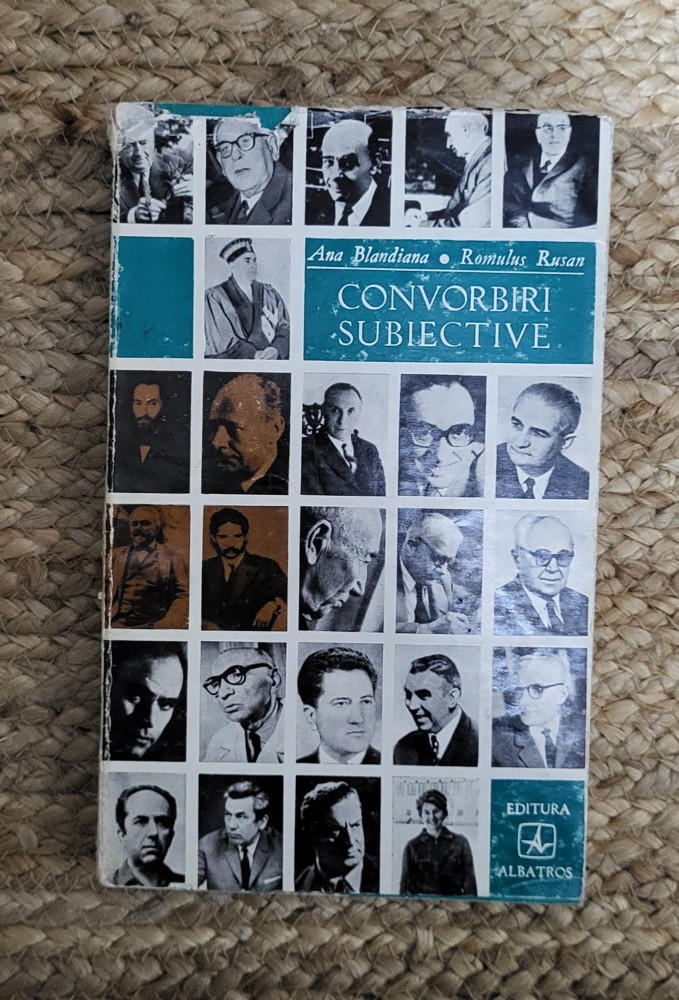 Ana Blandiana • Romulus Rusan
CONVORBIRI
SUBIECTIVE
EDITURA
ALBATROS